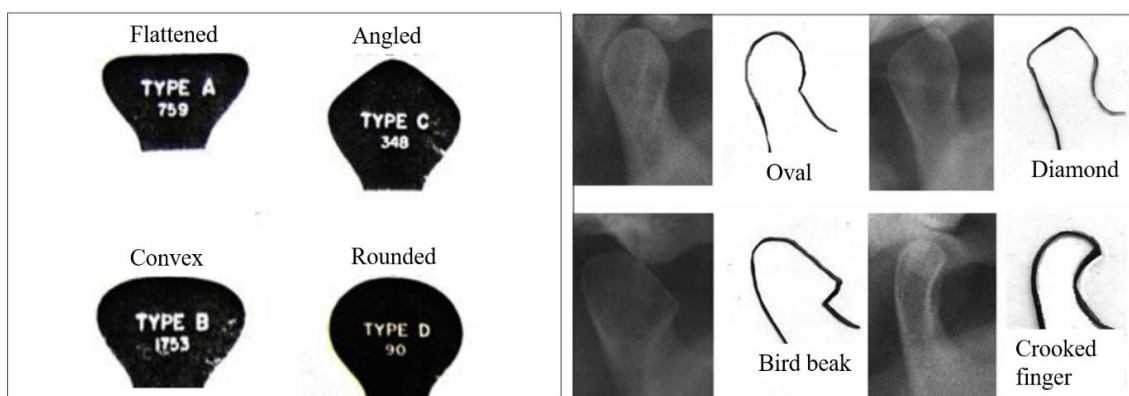 Flattened
TYPE A
759
Angled
TYPE C
348
Convex
TYPE B
1753
Rounded
TYPE D
90
Oval
Diamond
Bird beak
Crooked
finger